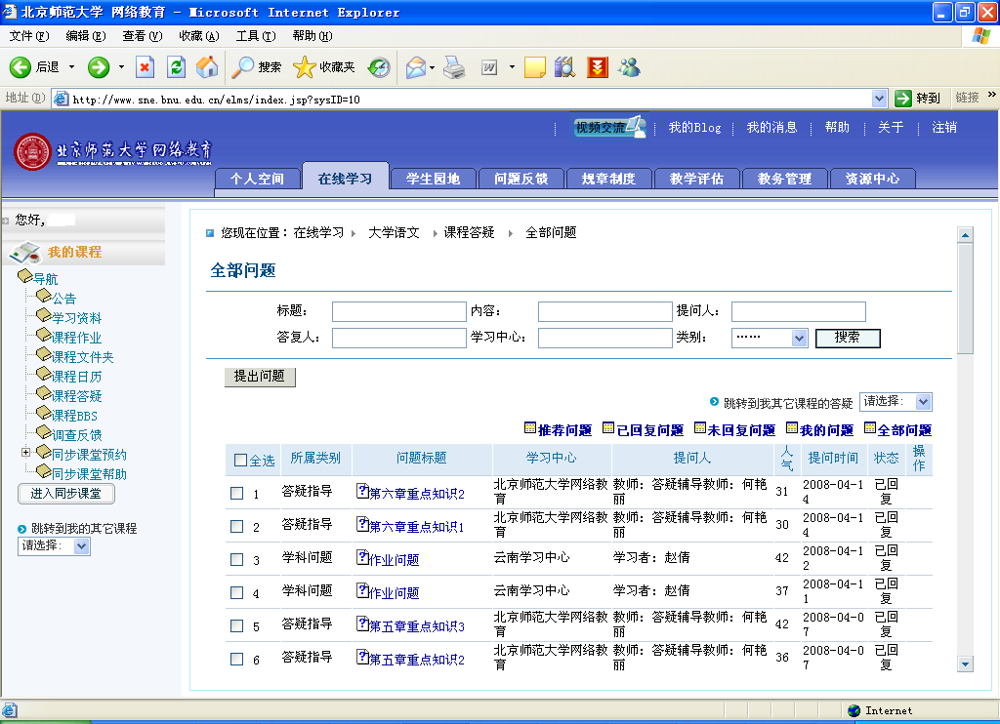 北京师范大学 网络教育 - Microsoft Internet Explorer
文件(F) 编辑(E) 查看(V) 收藏(A) 工具(T) 帮助(H)
后退 搜索 收藏夹
地址(D) http://www.sne.bnu.edu.cn/elms/index.jsp?sysID=10 转到 链接 »
视频交流 | 我的Blog | 我的消息 | 帮助 | 关于 | 注销
北京师范大学网络教育
个人空间 在线学习 学生园地 问题反馈 规章制度 教学评估 教务管理 资源中心
您好,
我的课程
导航
公告
学习资料
课程作业
课程文件夹
课程日历
课程答疑
课程BBS
调查反馈
同步课堂预约
同步课堂帮助
进入同步课堂
跳转到我的其它课程
请选择:
您现在位置: 在线学习 大学语文 课程答疑 全部问题
全部问题
标题: 内容: 提问人:
答复人: 学习中心: 类别: …… 搜索
提出问题
跳转到我其它课程的答疑 请选择:
推荐问题 已回复问题 未回复问题 我的问题 全部问题
全选 所属类别 问题标题 学习中心 提问人 人气 提问时间 状态 操作
1 答疑指导 第六章重点知识2 北京师范大学网络教育 教师: 答疑辅导教师: 何艳丽 31 2008-04-14 已回复
2 答疑指导 第六章重点知识1 北京师范大学网络教育 教师: 答疑辅导教师: 何艳丽 30 2008-04-14 已回复
3 学科问题 作业问题 云南学习中心 学习者: 赵倩 42 2008-04-12 已回复
4 学科问题 作业问题 云南学习中心 学习者: 赵倩 37 2008-04-11 已回复
5 答疑指导 第五章重点知识3 北京师范大学网络教育 教师: 答疑辅导教师: 何艳丽 42 2008-04-07 已回复
6 答疑指导 第五章重点知识2 北京师范大学网络教育 教师: 答疑辅导教师: 何艳丽 36 2008-04-07 已回复
Internet